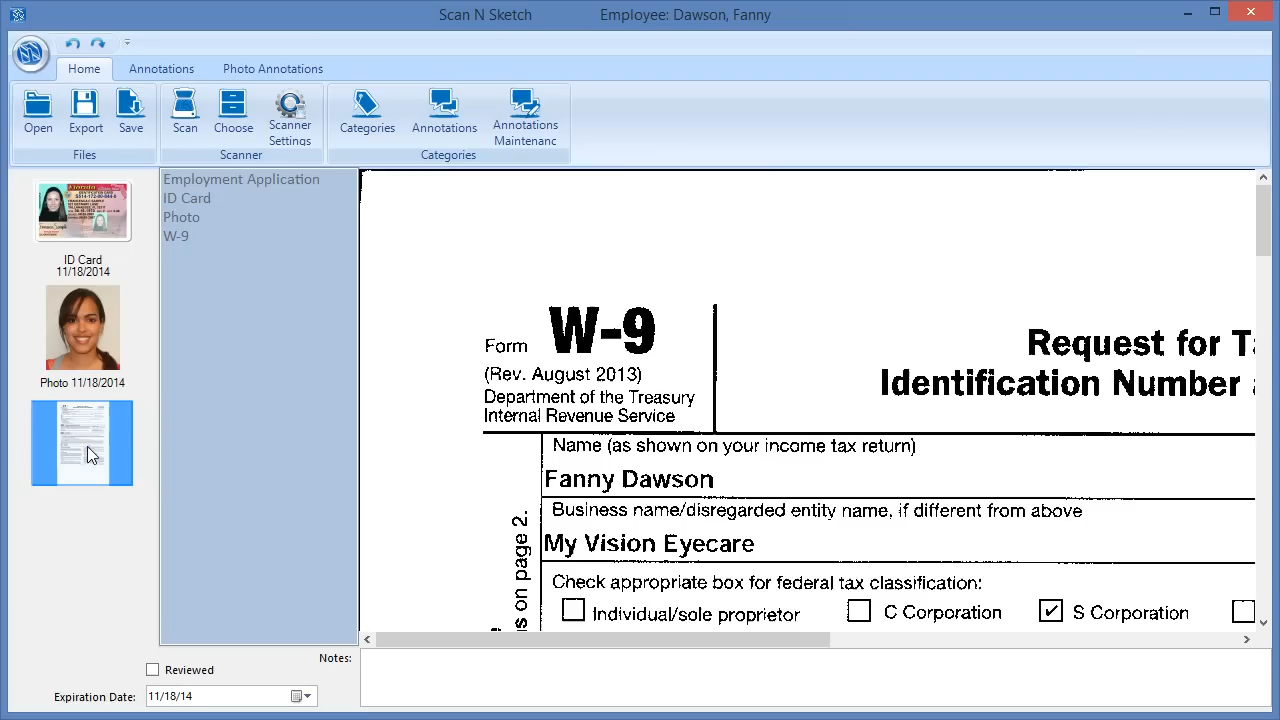 Scan N Sketch Employee: Dawson, Fanny
Home Annotations Photo Annotations
Open Export Save Scan Choose Scanner Settings Categories Annotations Annotations Maintenanc
Files Scanner Categories
Florida
ID Card
11/18/2014
Photo 11/18/2014
Employment Application
ID Card
Photo
W-9
Form W-9
(Rev. August 2013)
Department of the Treasury
Internal Revenue Service
Request for Ta
Identification Number a
Name (as shown on your income tax return)
Fanny Dawson
Business name/disregarded entity name, if different from above
My Vision Eyecare
Check appropriate box for federal tax classification:
Individual/sole proprietor C Corporation S Corporation
s on page 2.
Reviewed
Notes:
Expiration Date: 11/18/14